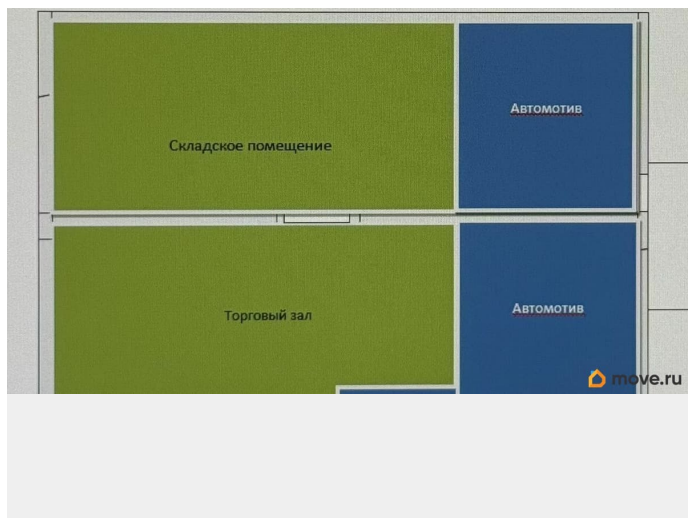 Складское помещение
Автомотив
Торговый зал
Автомотив
move.ru